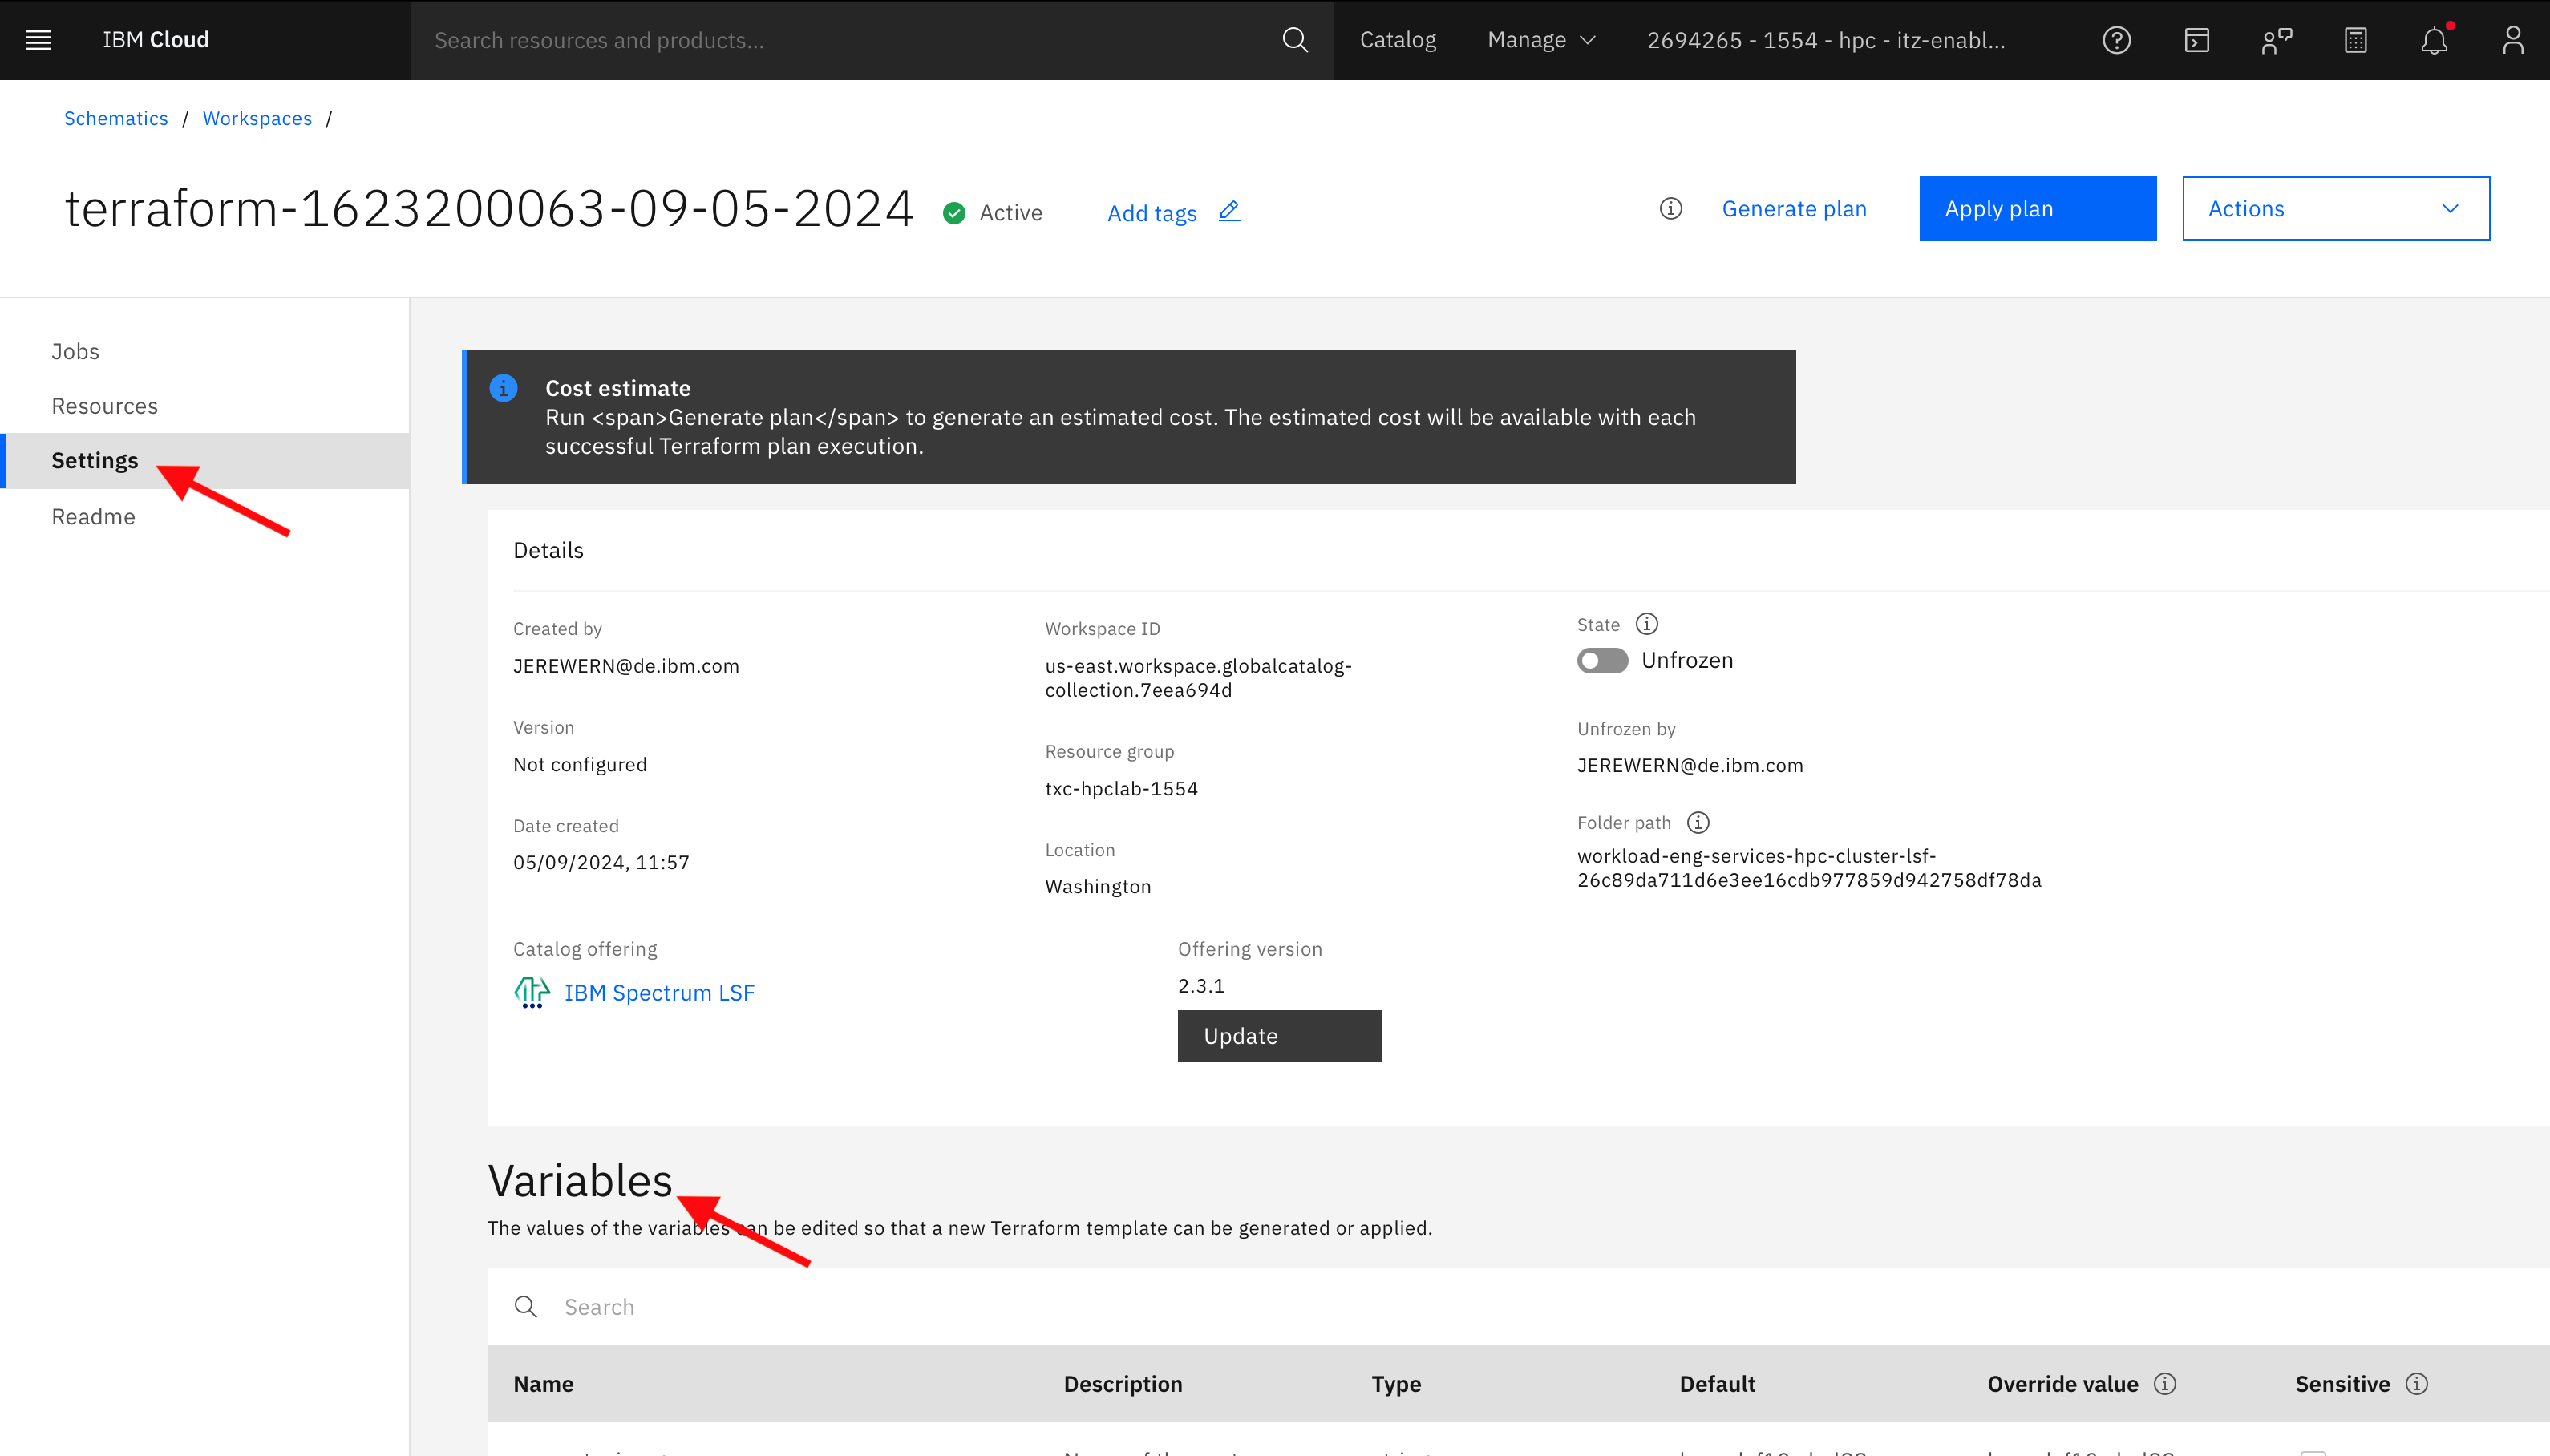 IBM Cloud
Search resources and products...
Catalog
Manage
2694265 - 1554 - hpc - itz-enabl...
Schematics / Workspaces /
terraform-1623200063-09-05-2024
Active
Add tags
Generate plan
Apply plan
Actions
Jobs
Resources
Settings
Readme
Cost estimate
Run <span>Generate plan</span> to generate an estimated cost. The estimated cost will be available with each
successful Terraform plan execution.
Details
Created by
JEREWERN@de.ibm.com
Version
Not configured
Date created
05/09/2024, 11:57
Workspace ID
us-east.workspace.globalcatalog-
collection.7eea694d
Resource group
txc-hpclab-1554
Location
Washington
State
Unfrozen
Unfrozen by
JEREWERN@de.ibm.com
Folder path
workload-eng-services-hpc-cluster-lsf-
26c89da711d6e3ee16cdb977859d942758df78da
Catalog offering
IBM Spectrum LSF
Offering version
2.3.1
Update
Variables
The values of the variables can be edited so that a new Terraform template can be generated or applied.
Search
Name
Description
Type
Default
Override value
Sensitive